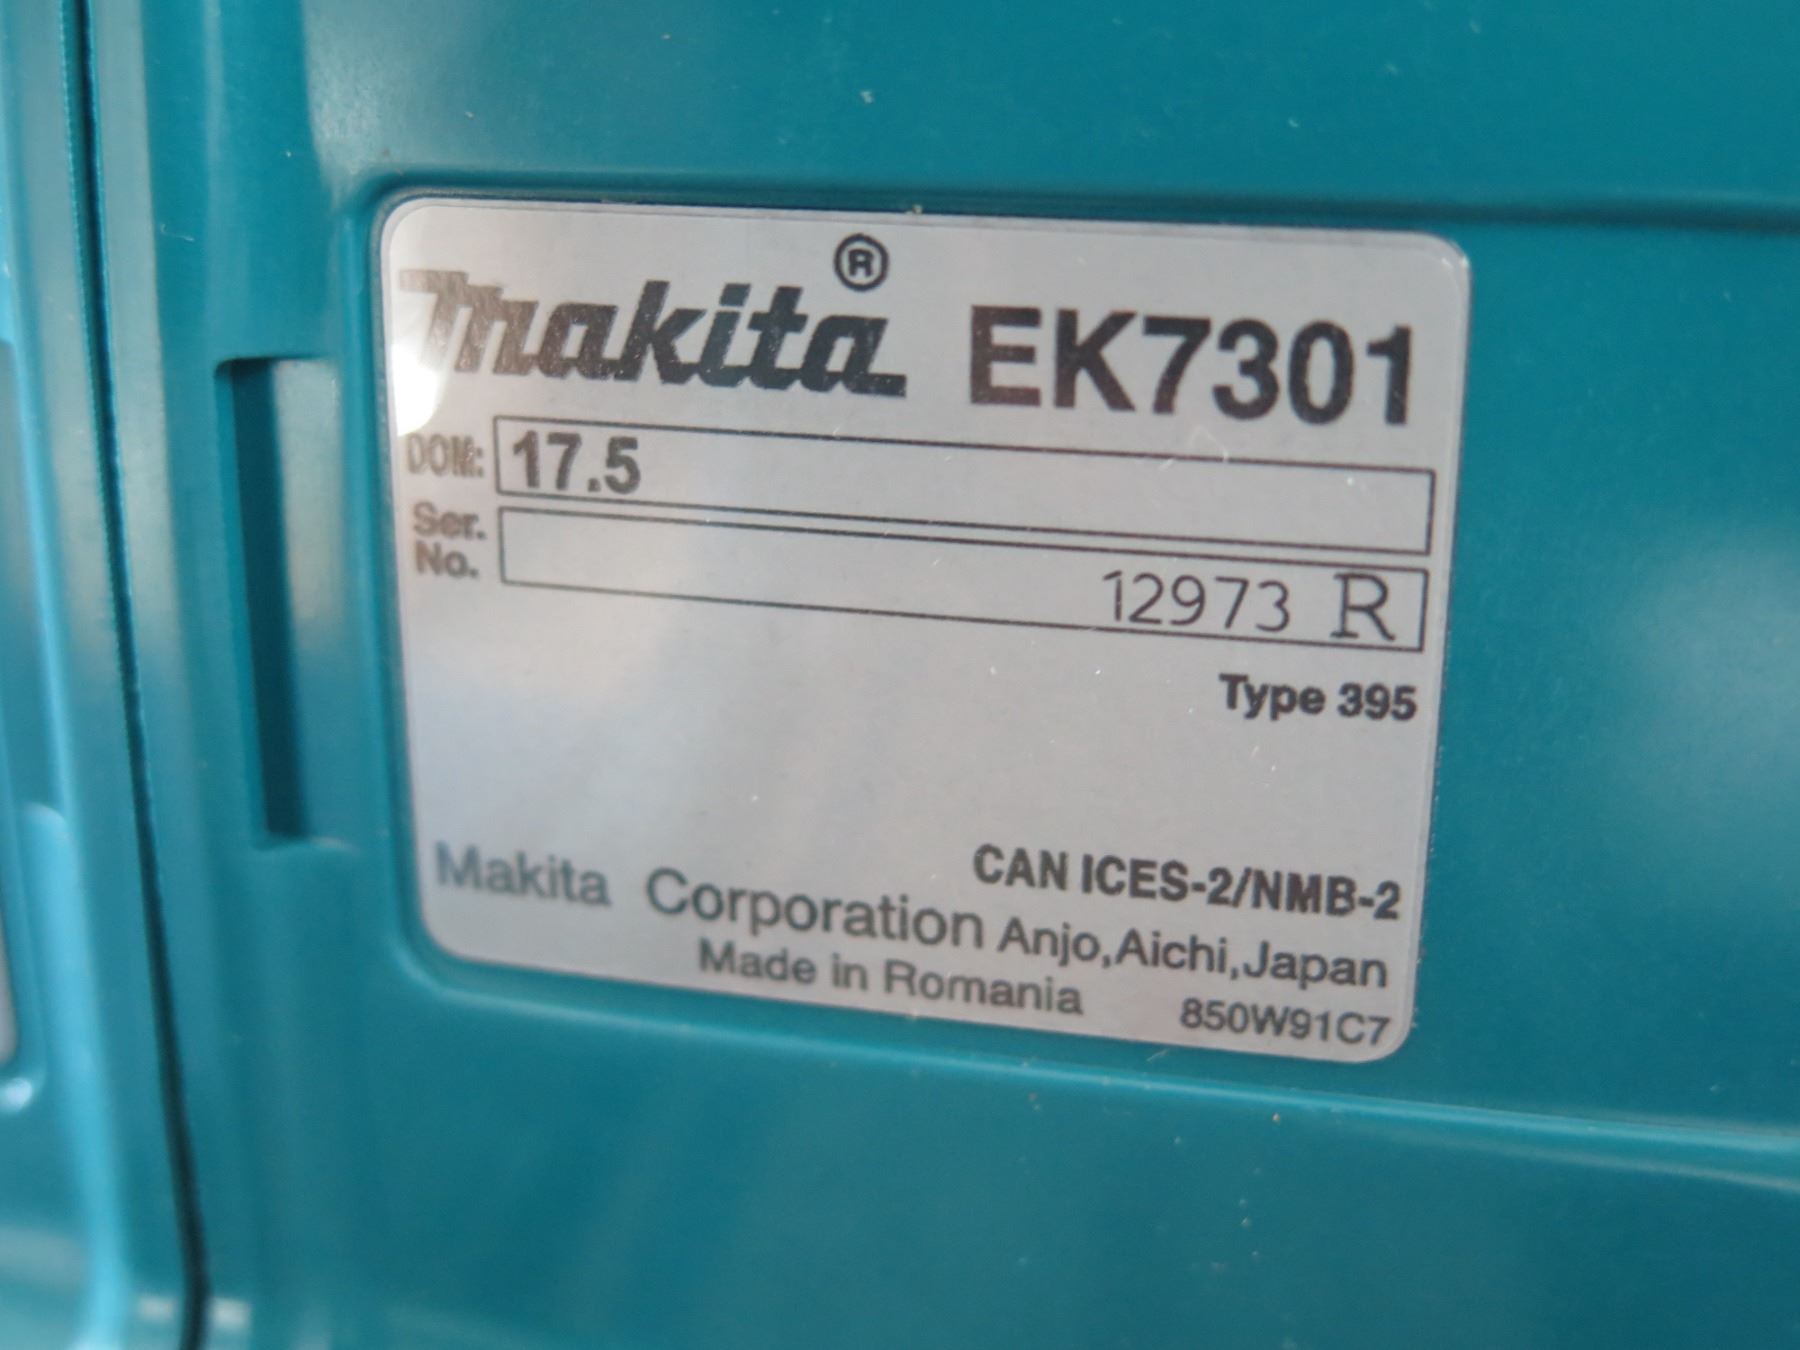 makita® EK7301
DOM: 17.5
Ser. No. 12973 R
Type 395
CAN ICES-2/NMB-2
Makita Corporation Anjo,Aichi,Japan
Made in Romania 850W91C7